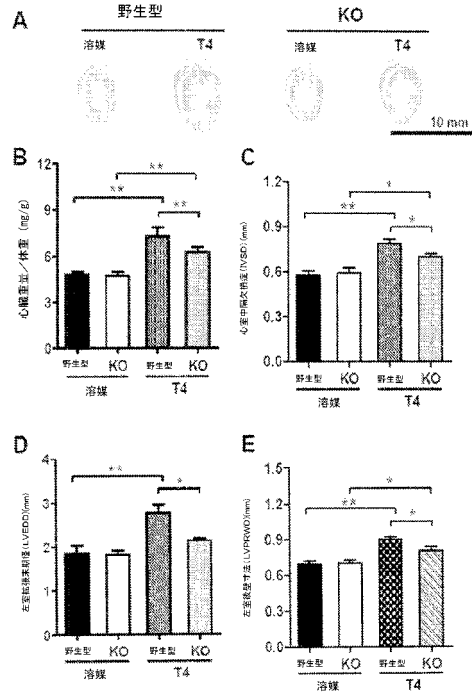 A
野生型
KO
溶媒
T4
溶媒
T4
10 mm
B
心臓重量／体重 (mg/g)
12
9
6
3
0
**
**
**
野生型
KO
野生型
KO
溶媒
T4
C
心室中隔欠損症(IVSD)(mm)
1.2
0.9
0.6
0.3
0.0
*
**
*
野生型
KO
野生型
KO
溶媒
T4
D
左室拡張末期径(LVEDD)(mm)
4
3
2
1
0
**
*
野生型
KO
野生型
KO
溶媒
T4
E
左室後壁寸法(LVPRWD)(mm)
1.2
0.9
0.6
0.3
0.0
*
**
*
野生型
KO
野生型
KO
溶媒
T4